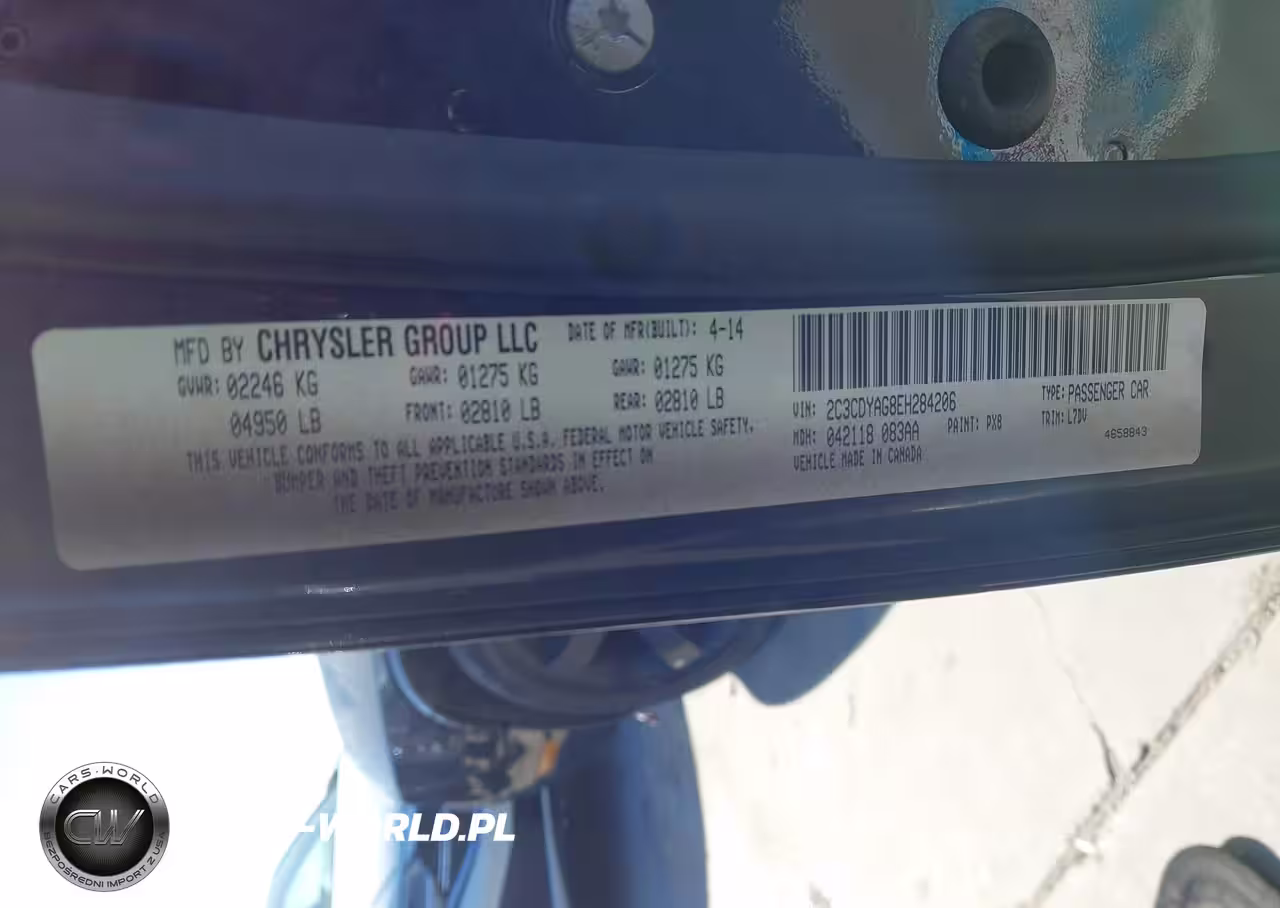 MFD BY CHRYSLER GROUP LLC DATE OF MFR(BUILT): 4-14
GVWR: 02246 KG GAWR: 01275 KG GAWR: 01275 KG
04950 LB FRONT: 02810 LB REAR: 02810 LB
THIS VEHICLE CONFORMS TO ALL APPLICABLE U.S.A. FEDERAL MOTOR VEHICLE SAFETY,
BUMPER AND THEFT PREVENTION STANDARDS IN EFFECT ON
THE DATE OF MANUFACTURE SHOWN ABOVE.
VIN: 2C3CDYAG8EH284206 TYPE: PASSENGER CAR
MDH: 042118 083AA PAINT: PX8 TRIM: L7DV
VEHICLE MADE IN CANADA 4658843
CARS-WORLD
CW
BEZPOŚREDNI IMPORT Z USA
-WORLD.PL